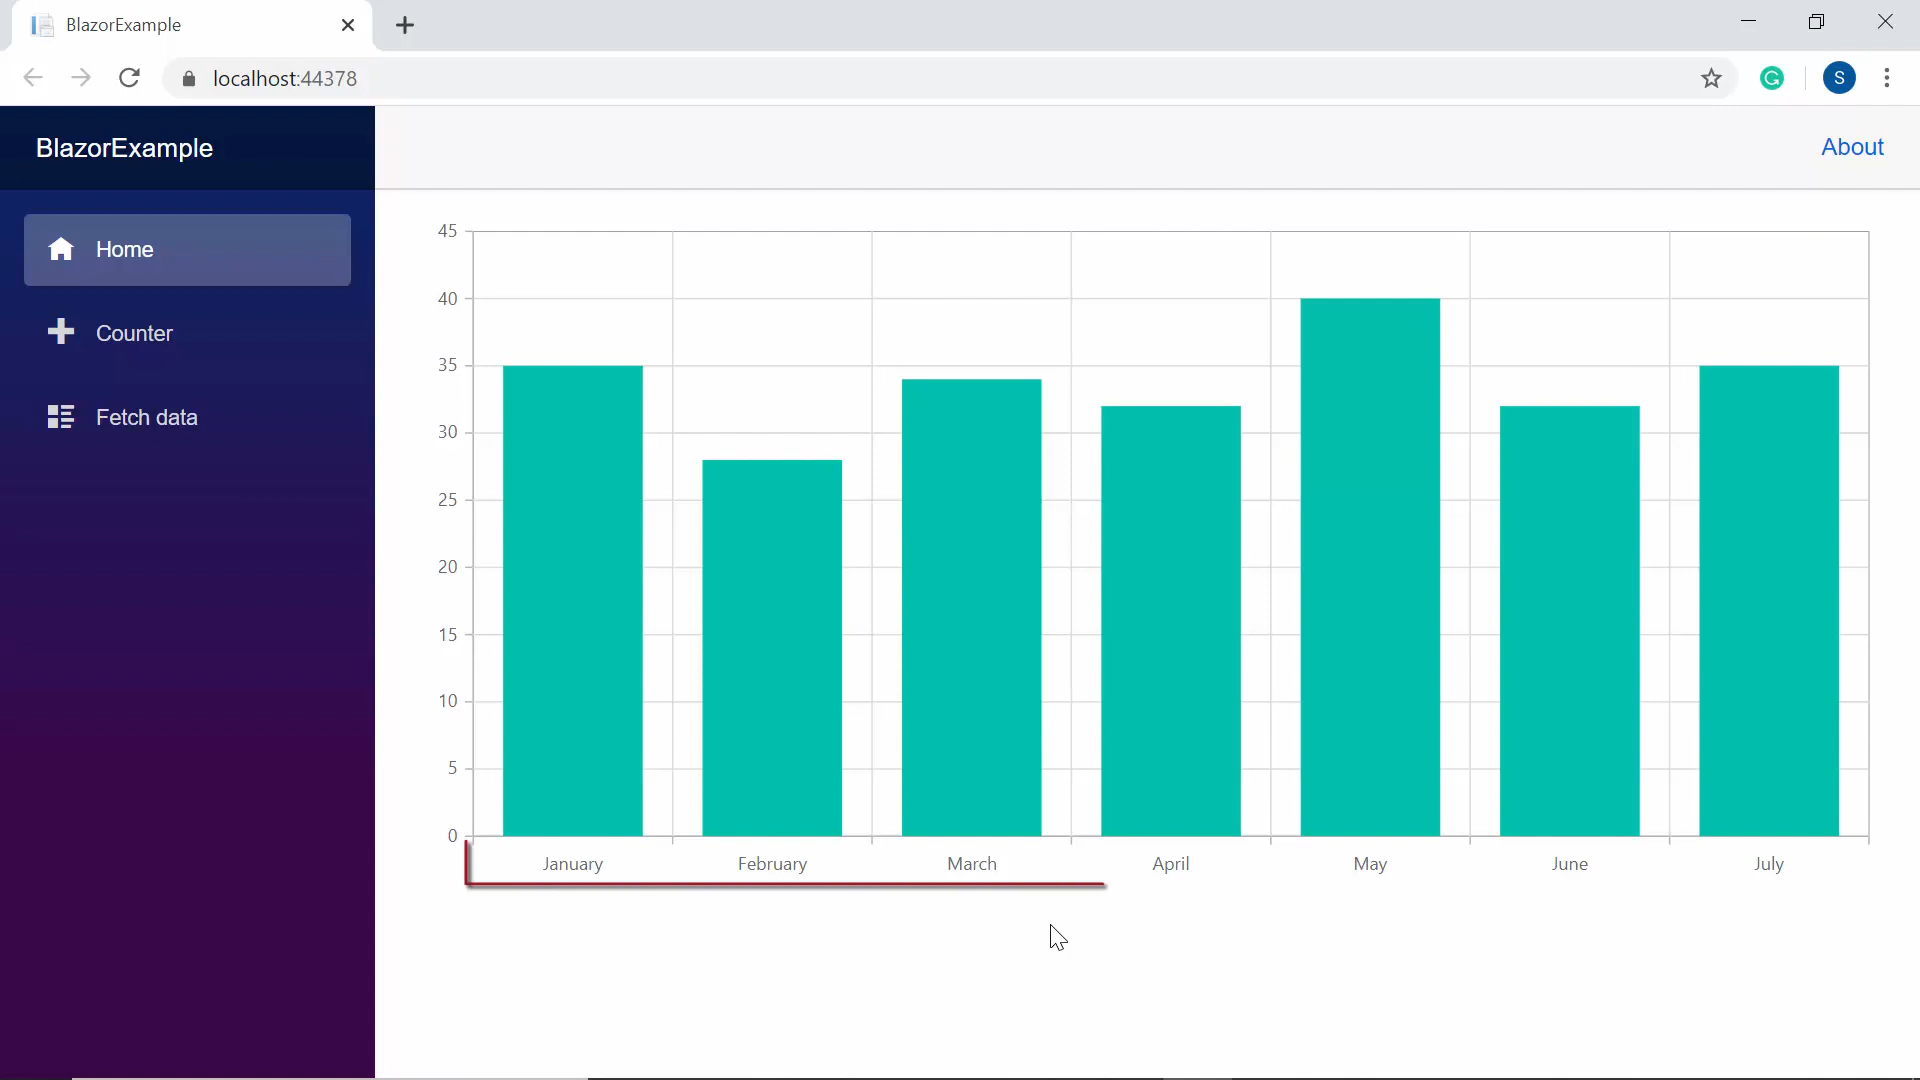 BlazorExample
localhost:44378
S
BlazorExample
About
Home
Counter
Fetch data
45
40
35
30
25
20
15
10
5
0
January February March April May June July